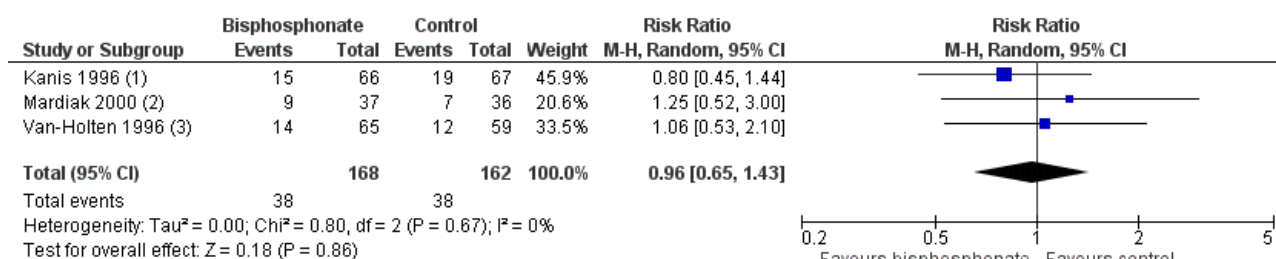 Bisphosphonate Control Risk Ratio Risk Ratio
Study or Subgroup Events Total Events Total Weight M-H, Random, 95% CI M-H, Random, 95% CI
Kanis 1996 (1) 15 66 19 67 45.9% 0.80 [0.45, 1.44]
Mardiak 2000 (2) 9 37 7 36 20.6% 1.25 [0.52, 3.00]
Van-Holten 1996 (3) 14 65 12 59 33.5% 1.06 [0.53, 2.10]
Total (95% CI) 168 162 100.0% 0.96 [0.65, 1.43]
Total events 38 38
Heterogeneity: Tau² = 0.00; Chi² = 0.80, df = 2 (P = 0.67); I² = 0%
Test for overall effect: Z = 0.18 (P = 0.86)
0.2 0.5 1 2 5
Favours bisphosphonate Favours control